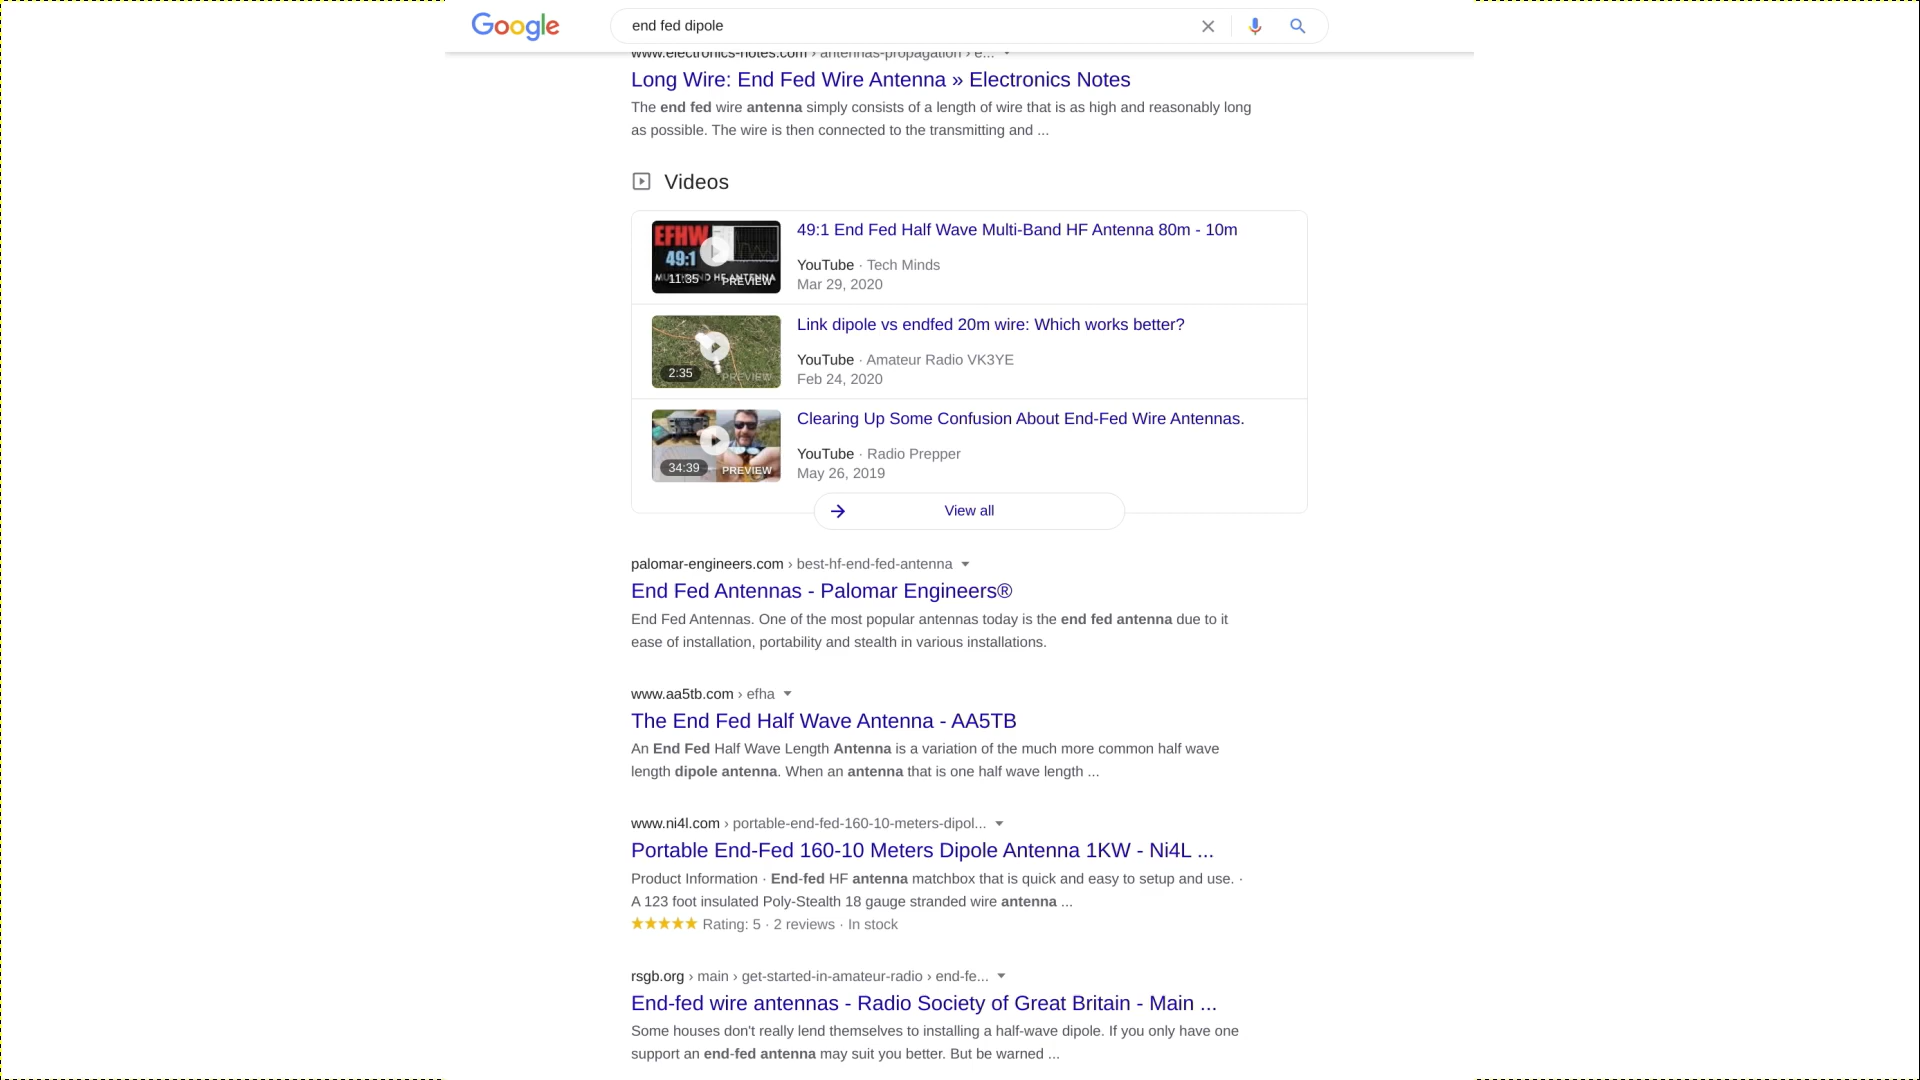 Google
end fed dipole
www.electronics-notes.com › antennas-propagation › e...
Long Wire: End Fed Wire Antenna » Electronics Notes
The end fed wire antenna simply consists of a length of wire that is as high and reasonably long
as possible. The wire is then connected to the transmitting and ...
Videos
EFHW
49:1
MULTIBAND HF ANTENNA
11:35
PREVIEW
49:1 End Fed Half Wave Multi-Band HF Antenna 80m - 10m
YouTube · Tech Minds
Mar 29, 2020
2:35
PREVIEW
Link dipole vs endfed 20m wire: Which works better?
YouTube · Amateur Radio VK3YE
Feb 24, 2020
34:39
PREVIEW
Clearing Up Some Confusion About End-Fed Wire Antennas.
YouTube · Radio Prepper
May 26, 2019
View all
palomar-engineers.com › best-hf-end-fed-antenna
End Fed Antennas - Palomar Engineers®
End Fed Antennas. One of the most popular antennas today is the end fed antenna due to it
ease of installation, portability and stealth in various installations.
www.aa5tb.com › efha
The End Fed Half Wave Antenna - AA5TB
An End Fed Half Wave Length Antenna is a variation of the much more common half wave
length dipole antenna. When an antenna that is one half wave length ...
www.ni4l.com › portable-end-fed-160-10-meters-dipol...
Portable End-Fed 160-10 Meters Dipole Antenna 1KW - Ni4L ...
Product Information · End-fed HF antenna matchbox that is quick and easy to setup and use. ·
A 123 foot insulated Poly-Stealth 18 gauge stranded wire antenna ...
Rating: 5 · 2 reviews · In stock
rsgb.org › main › get-started-in-amateur-radio › end-fe...
End-fed wire antennas - Radio Society of Great Britain - Main ...
Some houses don't really lend themselves to installing a half-wave dipole. If you only have one
support an end-fed antenna may suit you better. But be warned ...